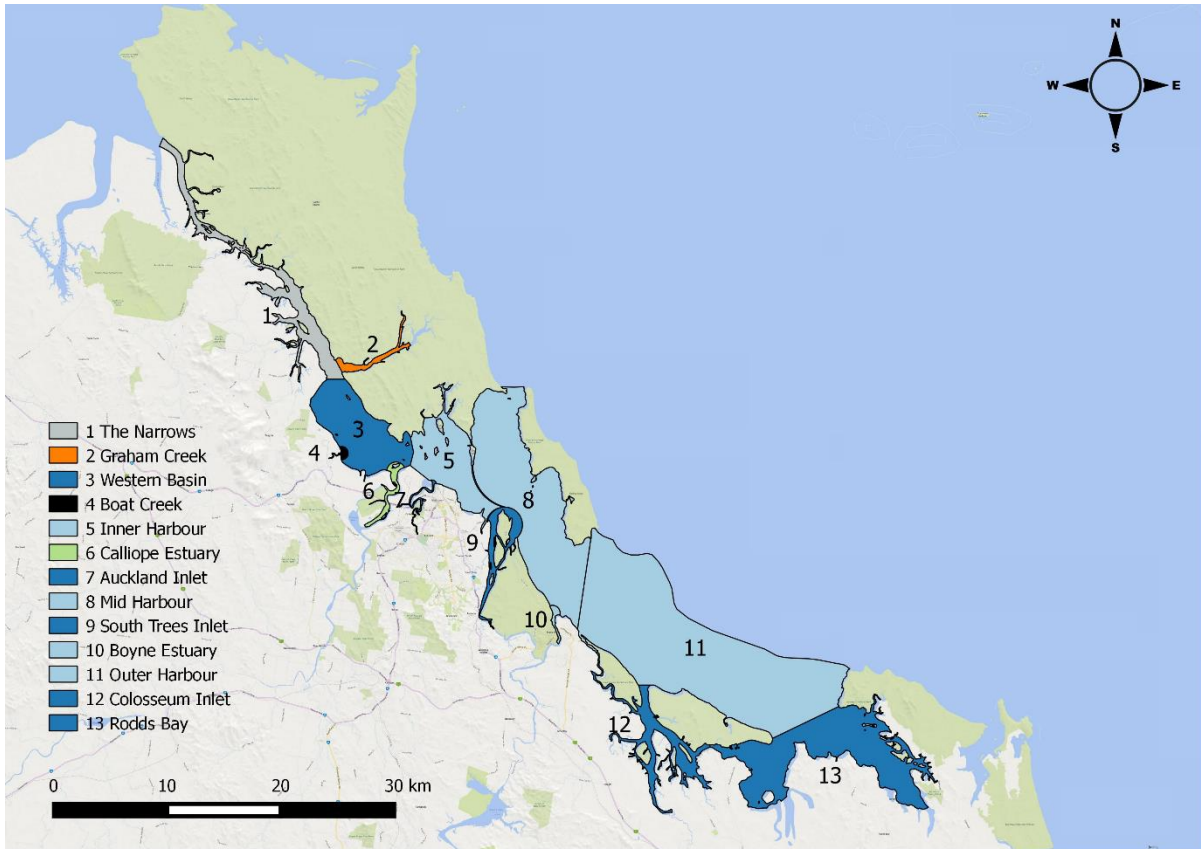 N
W E
S
1
2
3
4
5
6
7
8
9
10
11
12
13
1 The Narrows
2 Graham Creek
3 Western Basin
4 Boat Creek
5 Inner Harbour
6 Calliope Estuary
7 Auckland Inlet
8 Mid Harbour
9 South Trees Inlet
10 Boyne Estuary
11 Outer Harbour
12 Colosseum Inlet
13 Rodds Bay
0 10 20 30 km